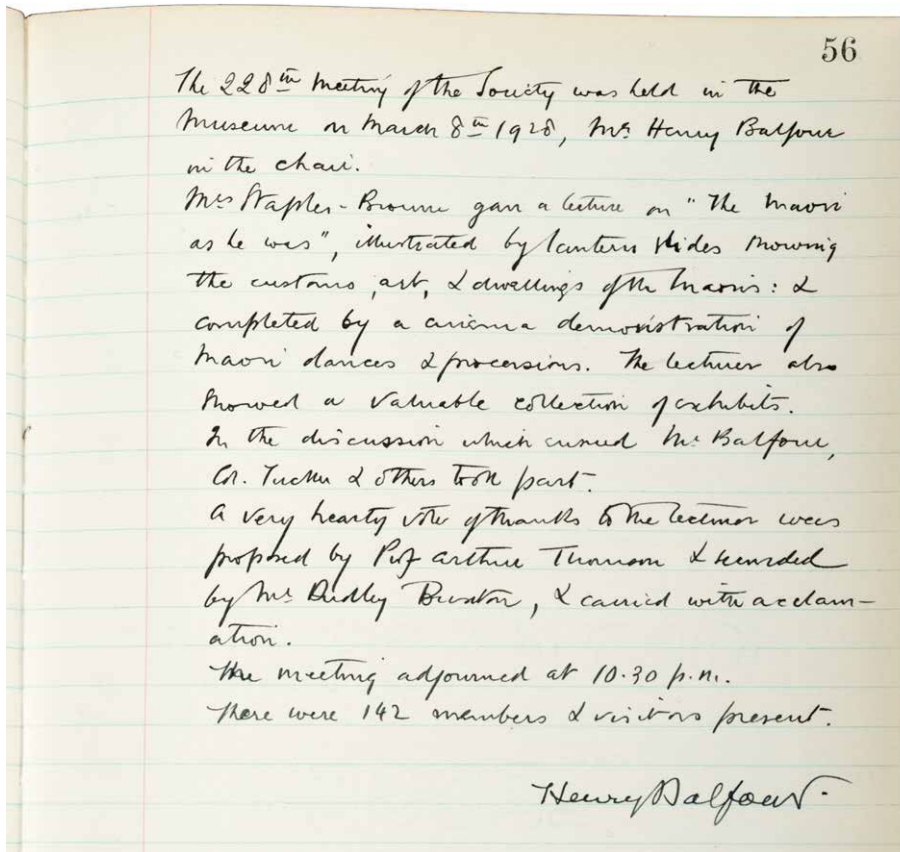 56
The 228th Meeting of the Society was held in the
Museum on March 8th 1928, Mr. Henry Balfour
in the chair.
Mrs Staples-Browne gave a lecture on "The Maori
as he was", illustrated by lantern slides showing
the customs, art, & dwellings of the Maoris: &
completed by a cinema demonstration of
Maori dances & processions. The lecturer also
showed a valuable collection of exhibits.
In the discussion which ensued Mr. Balfour,
Col. Tucker & others took part.
A very hearty vote of thanks to the lecturer was
proposed by Prof Arthur Thomson & seconded
by Mr. Dudley Buxton, & carried with acclam-
ation.
The meeting adjourned at 10.30 p.m.
There were 142 members & visitors present.
Henry Balfour.